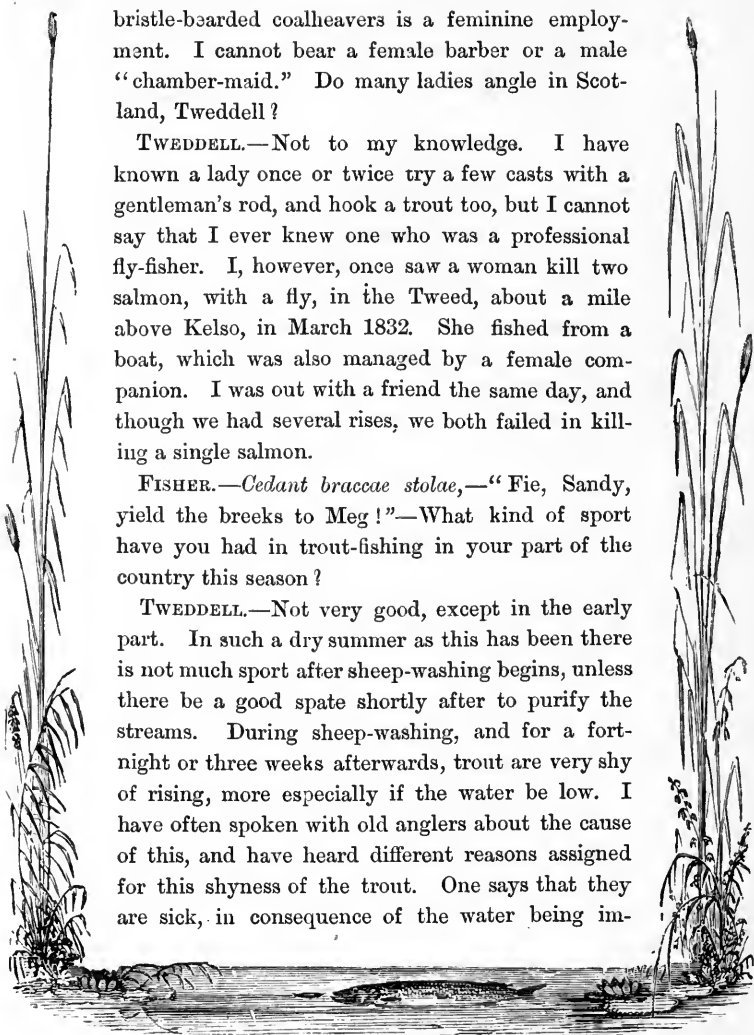 bristle-bearded coalheavers is a feminine employ-
ment. I cannot bear a female barber or a male
“chamber-maid.” Do many ladies angle in Scot-
land, Tweddell?
TWEDDELL.—Not to my knowledge. I have
known a lady once or twice try a few casts with a
gentleman's rod, and hook a trout too, but I cannot
say that I ever knew one who was a professional
fly-fisher. I, however, once saw a woman kill two
salmon, with a fly, in the Tweed, about a mile
above Kelso, in March 1832. She fished from a
boat, which was also managed by a female com-
panion. I was out with a friend the same day, and
though we had several rises, we both failed in kill-
ing a single salmon.
FISHER.—Cedant braccae stolae,—“Fie, Sandy,
yield the breeks to Meg!”—What kind of sport
have you had in trout-fishing in your part of the
country this season?
TWEDDELL.—Not very good, except in the early
part. In such a dry summer as this has been there
is not much sport after sheep-washing begins, unless
there be a good spate shortly after to purify the
streams. During sheep-washing, and for a fort-
night or three weeks afterwards, trout are very shy
of rising, more especially if the water be low. I
have often spoken with old anglers about the cause
of this, and have heard different reasons assigned
for this shyness of the trout. One says that they
are sick, in consequence of the water being im-